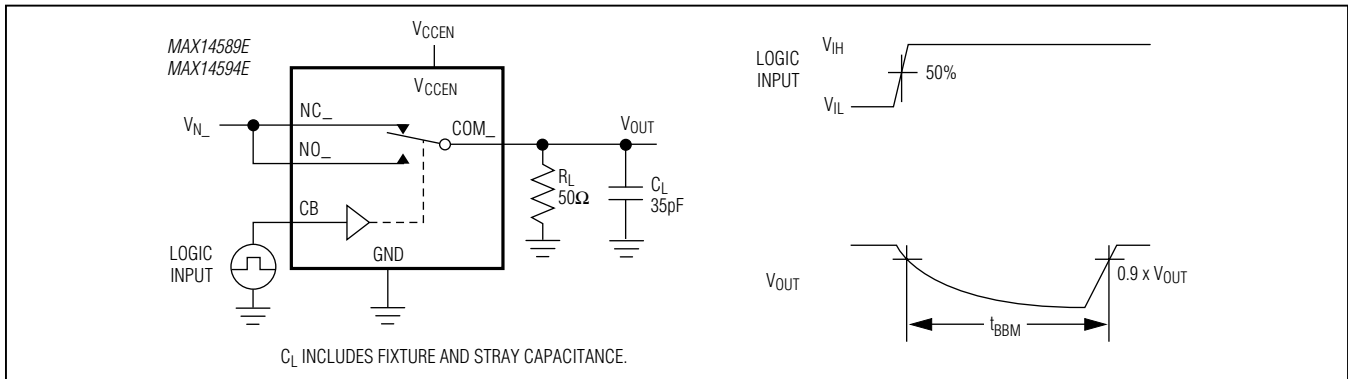 MAX14589E
MAX14594E
VCCEN
VCCEN
VN_
NC_
NO_
COM_
VOUT
RL
50Ω
CL
35pF
CB
LOGIC
INPUT
GND
CL INCLUDES FIXTURE AND STRAY CAPACITANCE.
LOGIC
INPUT
VIH
VIL
50%
VOUT
0.9 x VOUT
tBBM